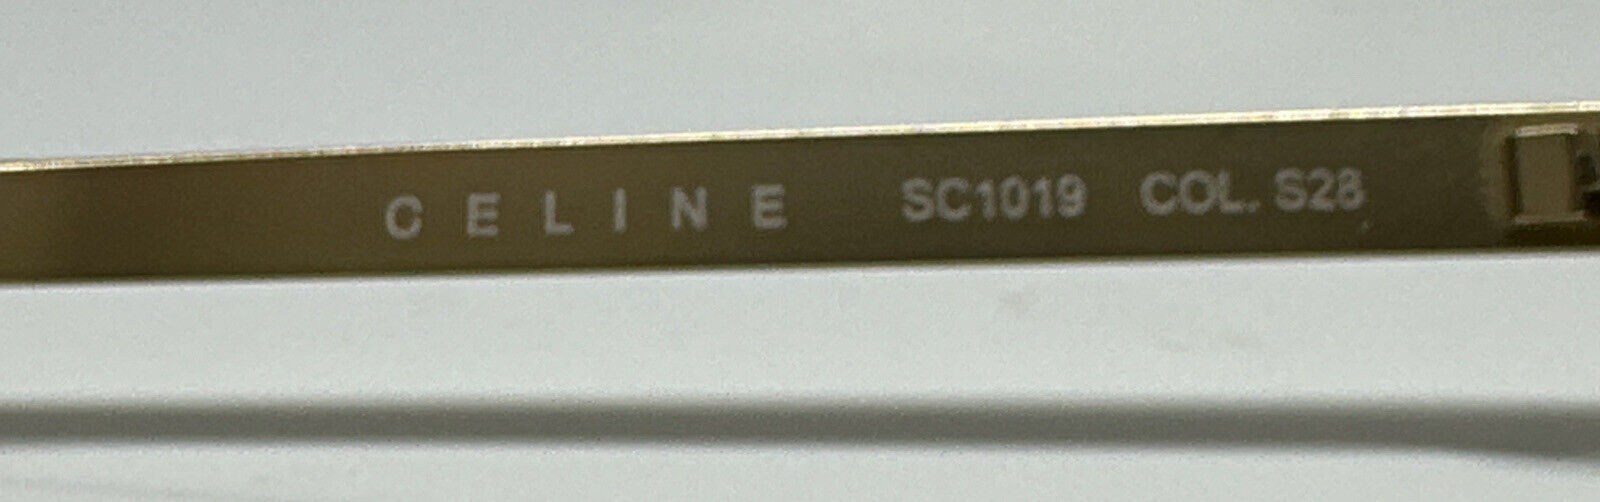 CELINE SC1019 COL. S28